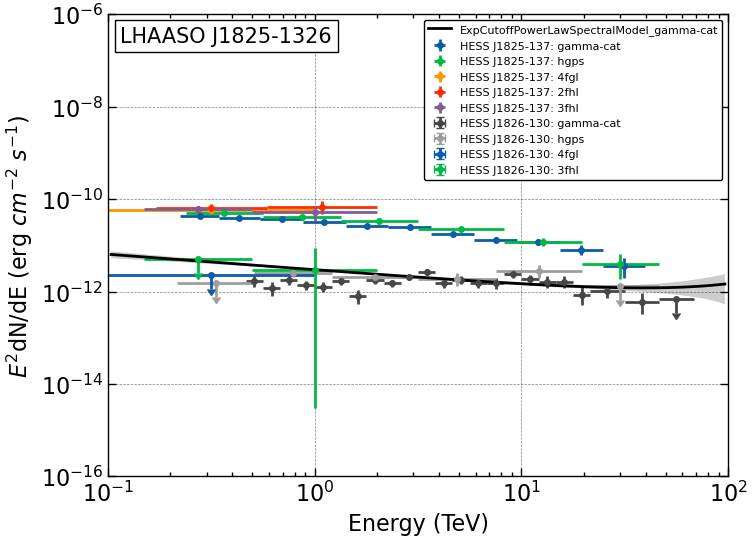 10⁻⁶
LHAASO J1825-1326
ExpCutoffPowerLawSpectralModel_gamma-cat
HESS J1825-137: gamma-cat
HESS J1825-137: hgps
HESS J1825-137: 4fgl
HESS J1825-137: 2fhl
HESS J1825-137: 3fhl
HESS J1826-130: gamma-cat
HESS J1826-130: hgps
HESS J1826-130: 4fgl
HESS J1826-130: 3fhl
10⁻⁸
10⁻¹⁰
10⁻¹²
10⁻¹⁴
10⁻¹⁶
E²dN/dE (erg cm⁻² s⁻¹)
10⁻¹ 10⁰ 10¹ 10²
Energy (TeV)